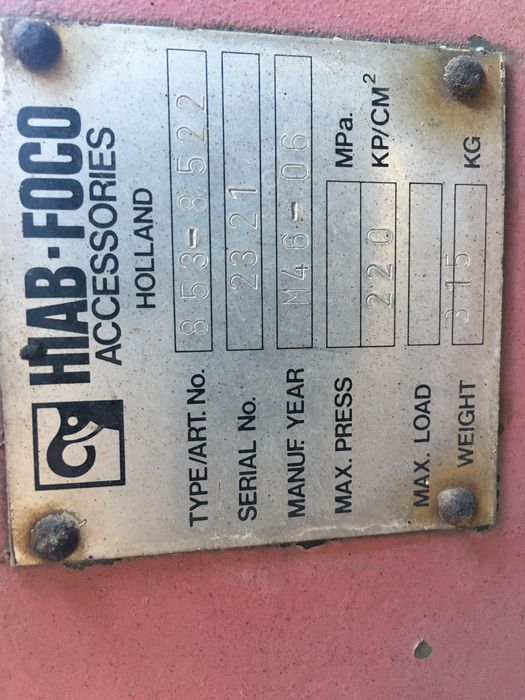 HIAB·FOCO
ACCESSORIES
HOLLAND
TYPE/ART. No. 853-8522
SERIAL No. 2321
MANUF. YEAR M46-06
MAX. PRESS MPa.
220 KP/CM²
MAX. LOAD
WEIGHT 315 KG